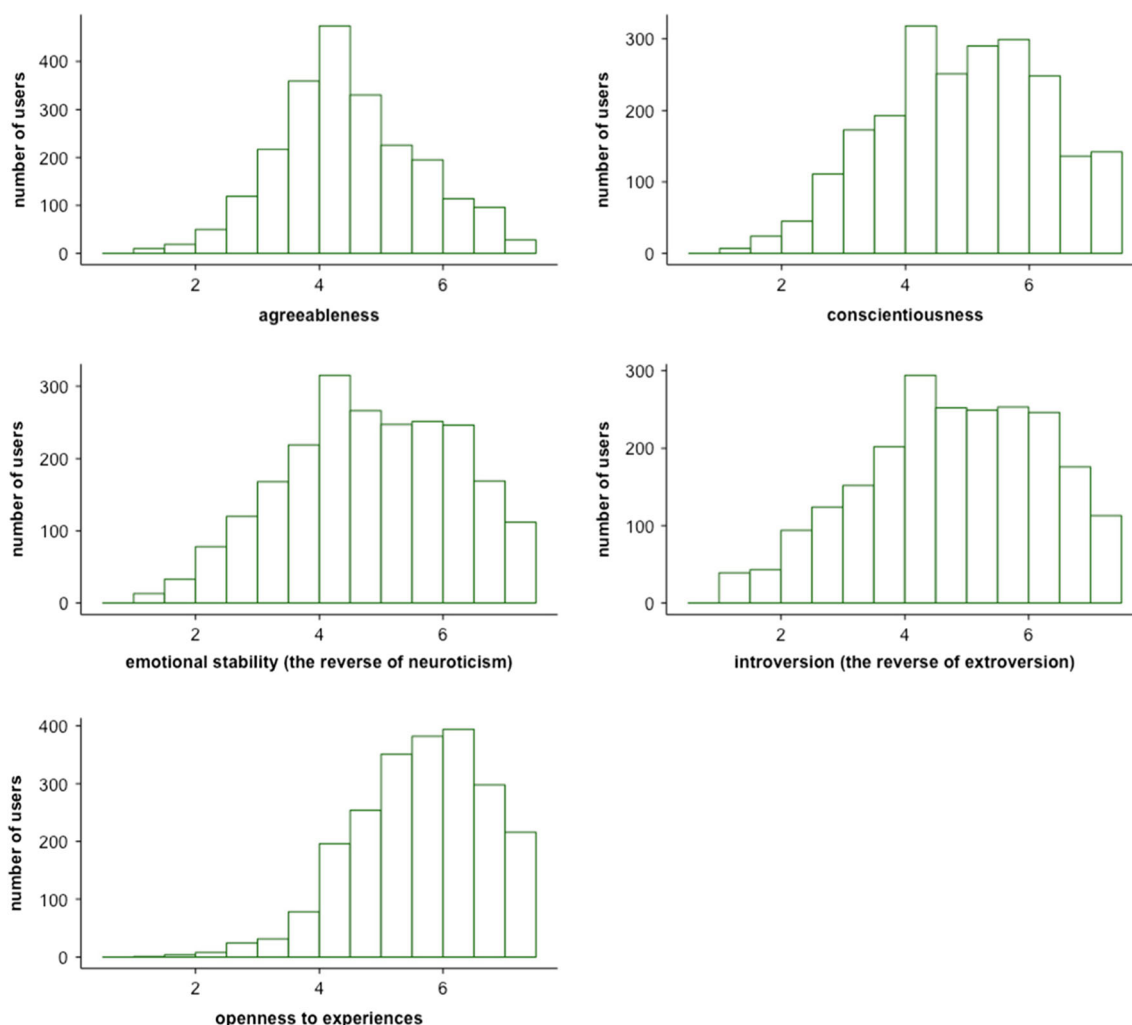 number of users
400
300
200
100
0
2 4 6
agreeableness
number of users
300
200
100
0
2 4 6
conscientiousness
number of users
300
200
100
0
2 4 6
emotional stability (the reverse of neuroticism)
number of users
300
200
100
0
2 4 6
introversion (the reverse of extroversion)
number of users
400
300
200
100
0
2 4 6
openness to experiences